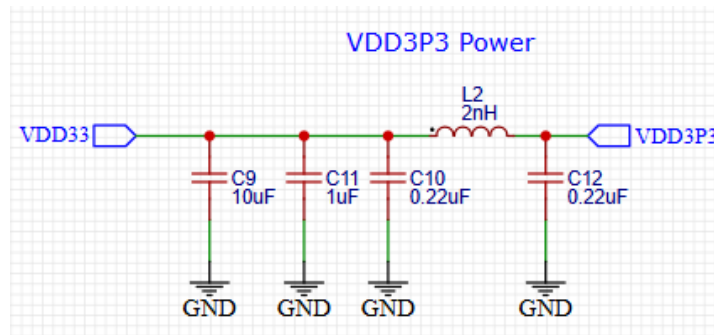 VDD3P3 Power
L2
2nH
VDD33
VDD3P3
C9
10uF
C11
1uF
C10
0.22uF
C12
0.22uF
GND
GND
GND
GND